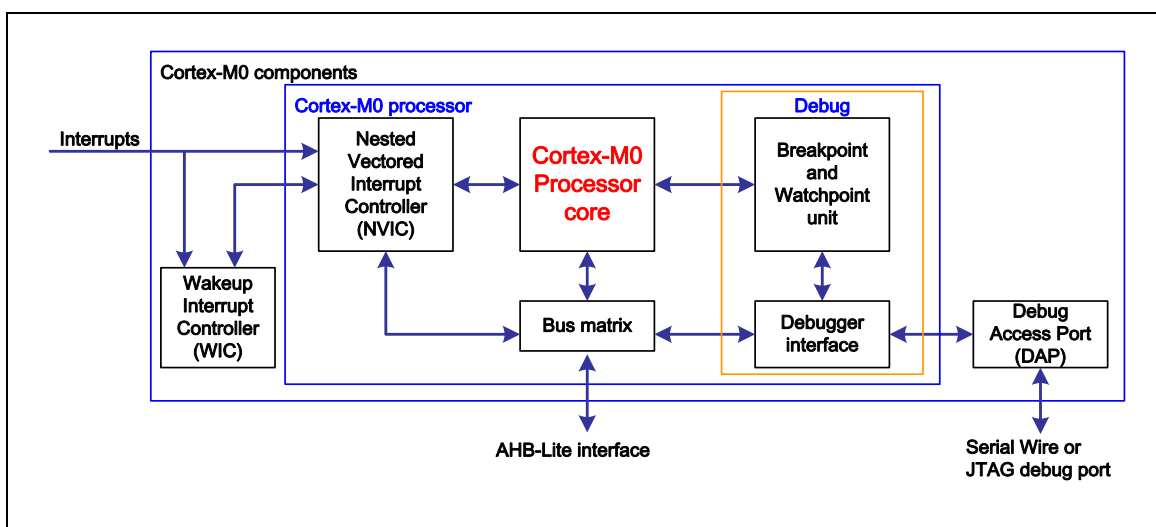 Cortex-M0 components
Cortex-M0 processor
Debug
Interrupts
Nested
Vectored
Interrupt
Controller
(NVIC)
Cortex-M0
Processor
core
Breakpoint
and
Watchpoint
unit
Wakeup
Interrupt
Controller
(WIC)
Bus matrix
Debugger
interface
Debug
Access Port
(DAP)
AHB-Lite interface
Serial Wire or
JTAG debug port